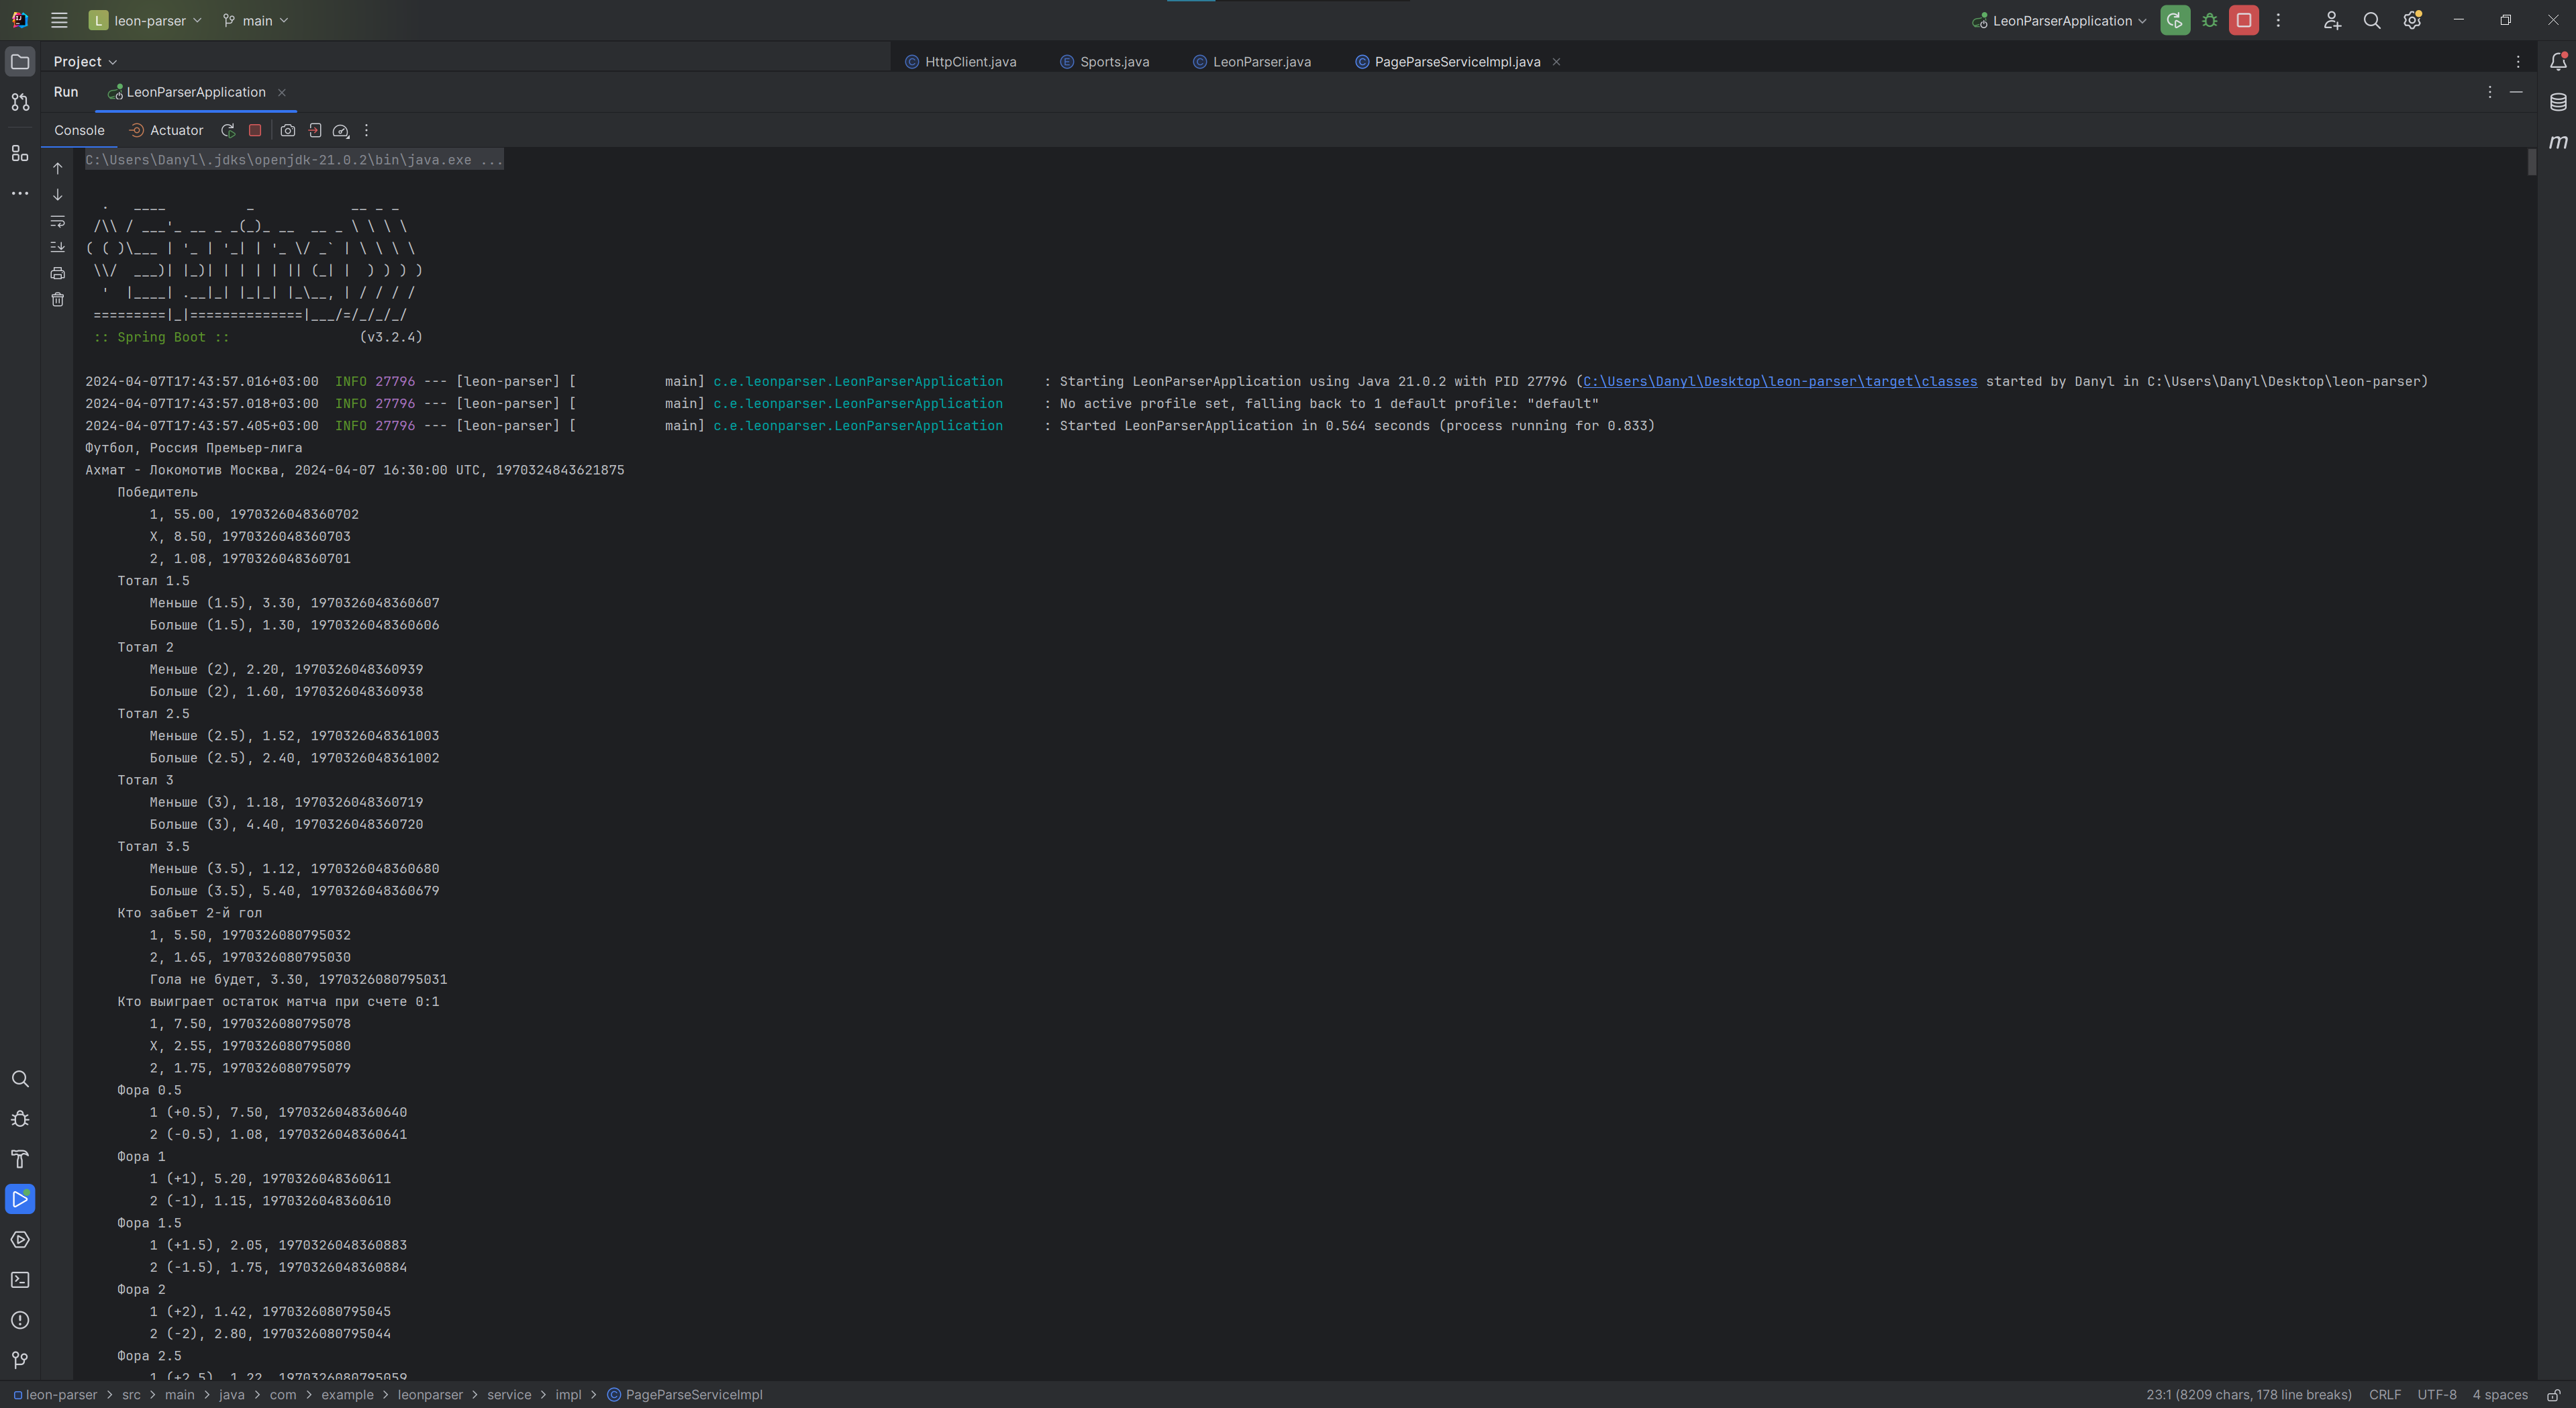 leon-parser
main
LeonParserApplication
Project
HttpClient.java
Sports.java
LeonParser.java
PageParseServiceImpl.java
Run
LeonParserApplication
Console
Actuator
C:\Users\Danyl\.jdks\openjdk-21.0.2\bin\java.exe ...
  .   ____          _            __ _ _
 /\\ / ___'_ __ _ _(_)_ __  __ _ \ \ \ \
( ( )\___ | '_ | '_| | '_ \/ _` | \ \ \ \
 \\/  ___)| |_)| | | | | || (_| |  ) ) ) )
  '  |____| .__|_| |_|_| |_\__, | / / / /
 =========|_|==============|___/=/_/_/_/
 :: Spring Boot ::                (v3.2.4)
2024-04-07T17:43:57.016+03:00  INFO 27796 --- [leon-parser] [           main] c.e.leonparser.LeonParserApplication     : Starting LeonParserApplication using Java 21.0.2 with PID 27796 (C:\Users\Danyl\Desktop\leon-parser\target\classes started by Danyl in C:\Users\Danyl\Desktop\leon-parser)
2024-04-07T17:43:57.018+03:00  INFO 27796 --- [leon-parser] [           main] c.e.leonparser.LeonParserApplication     : No active profile set, falling back to 1 default profile: "default"
2024-04-07T17:43:57.405+03:00  INFO 27796 --- [leon-parser] [           main] c.e.leonparser.LeonParserApplication     : Started LeonParserApplication in 0.564 seconds (process running for 0.833)
Футбол, Россия Премьер-лига
Ахмат - Локомотив Москва, 2024-04-07 16:30:00 UTC, 1970324843621875
Победитель
1, 55.00, 1970326048360702
X, 8.50, 1970326048360703
2, 1.08, 1970326048360701
Тотал 1.5
Меньше (1.5), 3.30, 1970326048360607
Больше (1.5), 1.30, 1970326048360606
Тотал 2
Меньше (2), 2.20, 1970326048360939
Больше (2), 1.60, 1970326048360938
Тотал 2.5
Меньше (2.5), 1.52, 1970326048361003
Больше (2.5), 2.40, 1970326048361002
Тотал 3
Меньше (3), 1.18, 1970326048360719
Больше (3), 4.40, 1970326048360720
Тотал 3.5
Меньше (3.5), 1.12, 1970326048360680
Больше (3.5), 5.40, 1970326048360679
Кто забьет 2-й гол
1, 5.50, 1970326080795032
2, 1.65, 1970326080795030
Гола не будет, 3.30, 1970326080795031
Кто выиграет остаток матча при счете 0:1
1, 7.50, 1970326080795078
X, 2.55, 1970326080795080
2, 1.75, 1970326080795079
Фора 0.5
1 (+0.5), 7.50, 1970326048360640
2 (-0.5), 1.08, 1970326048360641
Фора 1
1 (+1), 5.20, 1970326048360611
2 (-1), 1.15, 1970326048360610
Фора 1.5
1 (+1.5), 2.05, 1970326048360883
2 (-1.5), 1.75, 1970326048360884
Фора 2
1 (+2), 1.42, 1970326080795045
2 (-2), 2.80, 1970326080795044
Фора 2.5
1 (+2.5), 1.22, 1970326080795059
leon-parser > src > main > java > com > example > leonparser > service > impl > PageParseServiceImpl
23:1 (8209 chars, 178 line breaks)
CRLF
UTF-8
4 spaces